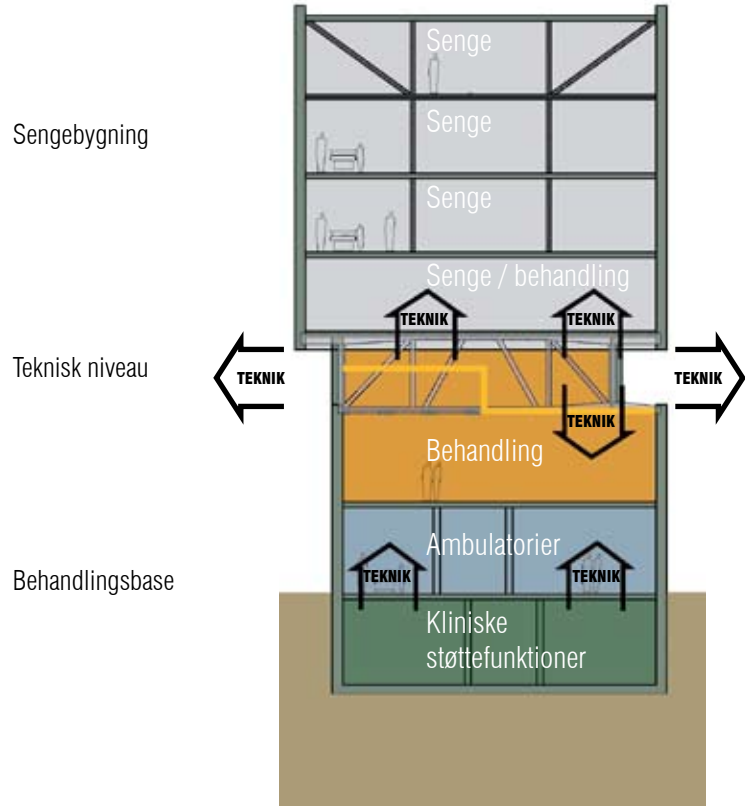 Senge
Sengebygning
Senge
Senge
Senge / behandling
TEKNIK
TEKNIK
Teknisk niveau
TEKNIK
TEKNIK
TEKNIK
Behandling
Ambulatorier
Behandlingsbase
TEKNIK
TEKNIK
Kliniske
støttefunktioner